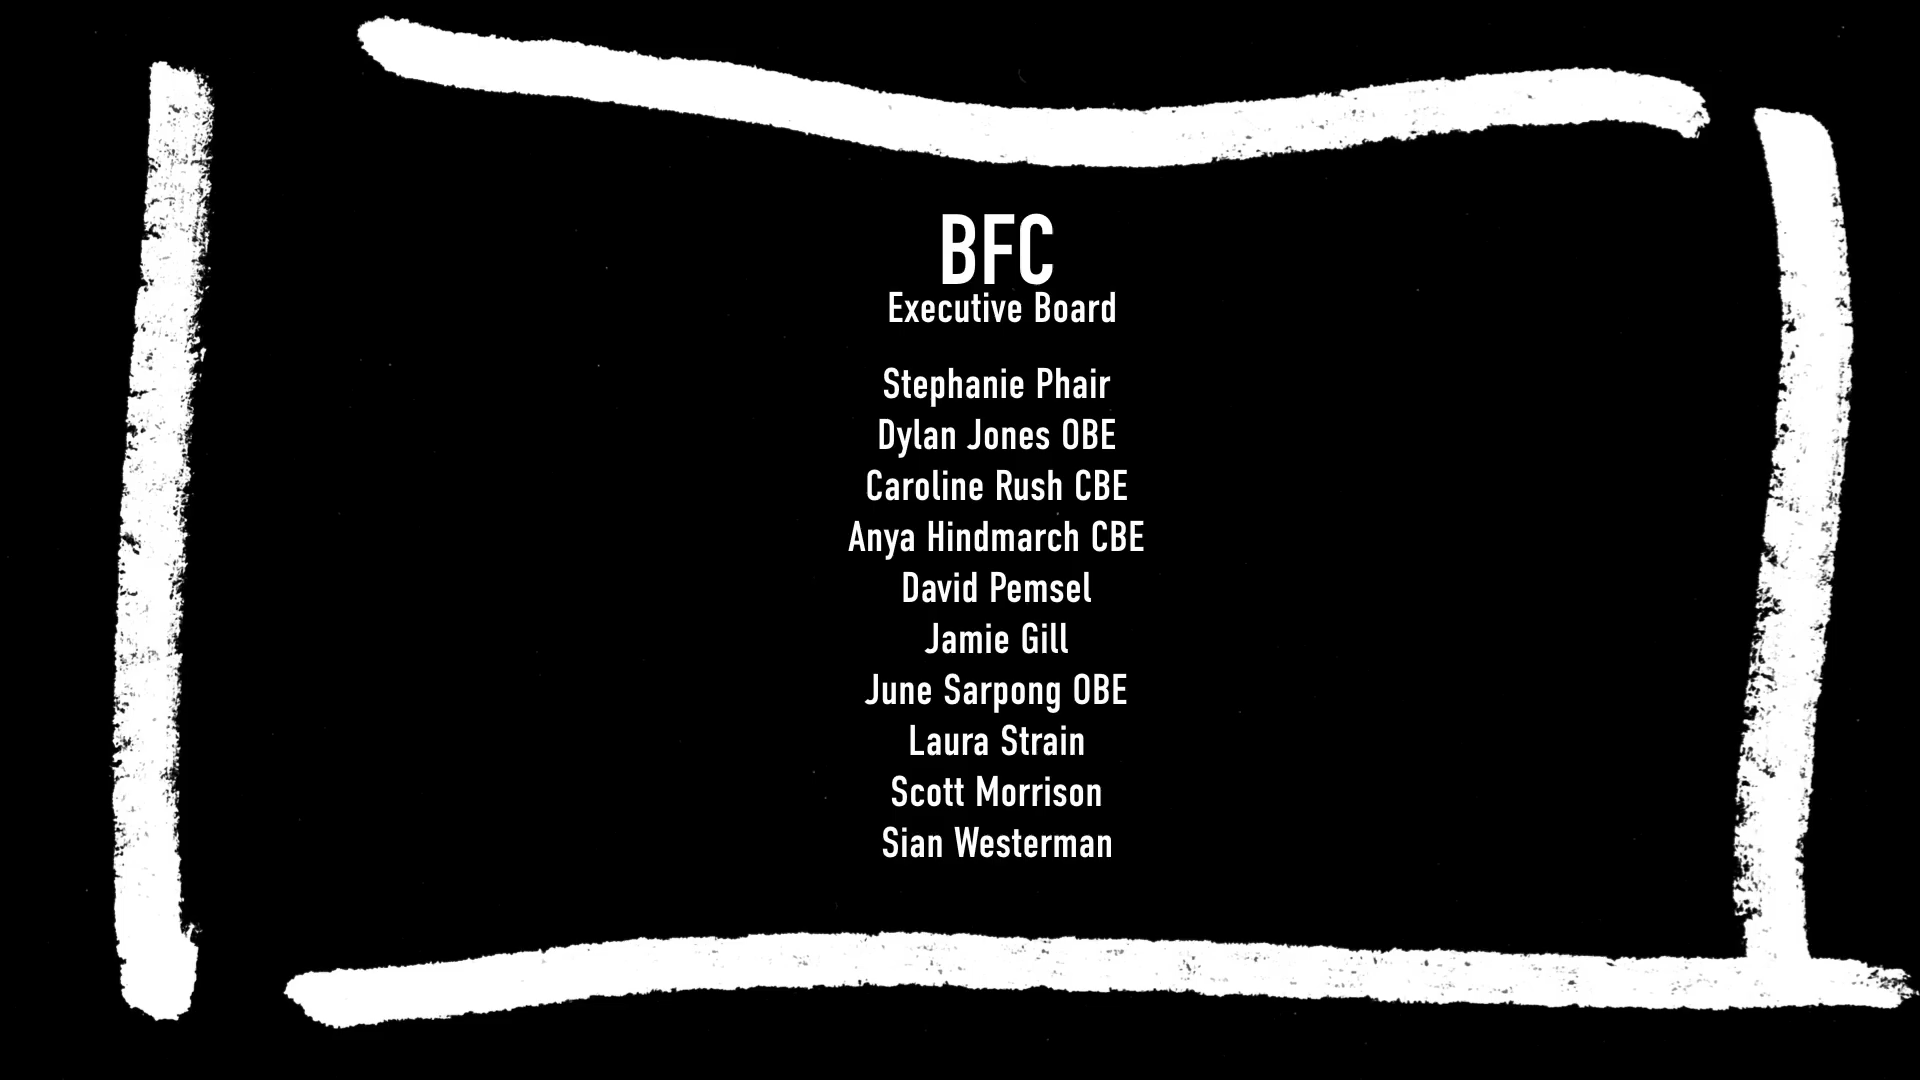 BFC
Executive Board
Stephanie Phair
Dylan Jones OBE
Caroline Rush CBE
Anya Hindmarch CBE
David Pemsel
Jamie Gill
June Sarpong OBE
Laura Strain
Scott Morrison
Sian Westerman